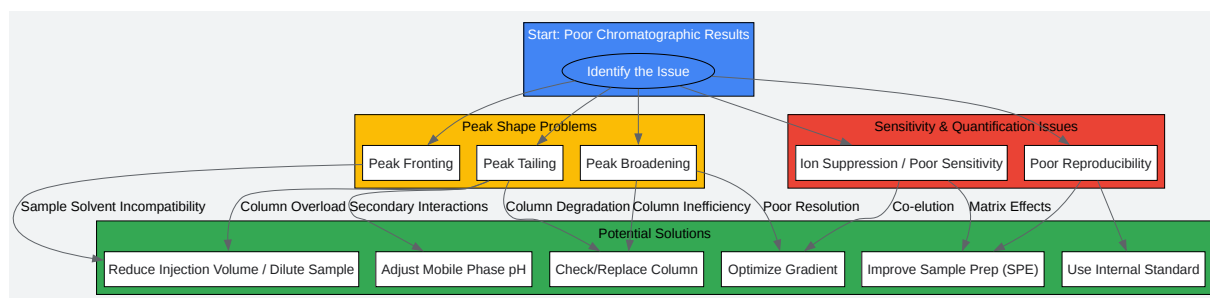 Start: Poor Chromatographic Results
Identify the Issue
Peak Shape Problems
Sensitivity & Quantification Issues
Peak Fronting
Peak Tailing
Peak Broadening
Ion Suppression / Poor Sensitivity
Poor Reproducibility
Sample Solvent Incompatibility
Column Overload
Secondary Interactions
Column Degradation
Column Inefficiency
Poor Resolution
Co-elution
Matrix Effects
Potential Solutions
Reduce Injection Volume / Dilute Sample
Adjust Mobile Phase pH
Check/Replace Column
Optimize Gradient
Improve Sample Prep (SPE)
Use Internal Standard